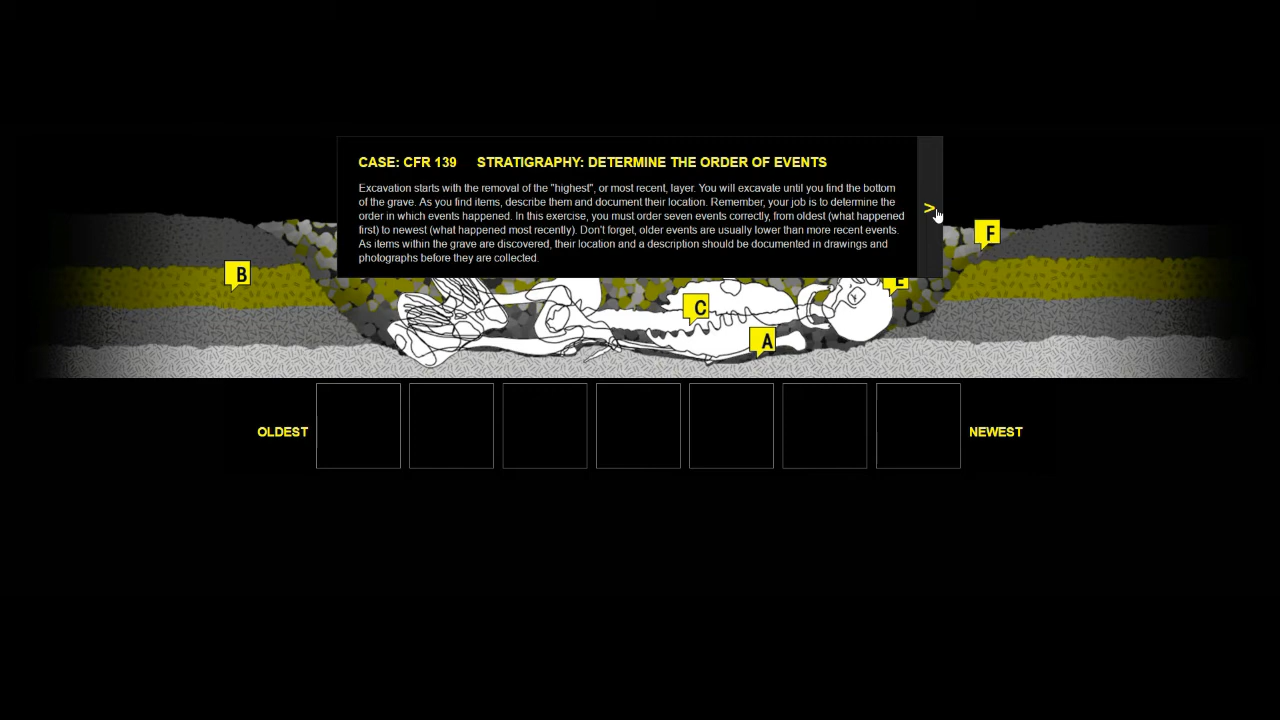 CASE: CFR 139 STRATIGRAPHY: DETERMINE THE ORDER OF EVENTS
Excavation starts with the removal of the "highest", or most recent, layer. You will excavate until you find the bottom
of the grave. As you find items, describe them and document their location. Remember, your job is to determine the
order in which events happened. In this exercise, you must order seven events correctly, from oldest (what happened
first) to newest (what happened most recently). Don't forget, older events are usually lower than more recent events.
As items within the grave are discovered, their location and a description should be documented in drawings and
photographs before they are collected.
>
F
B
E
C
A
OLDEST
NEWEST